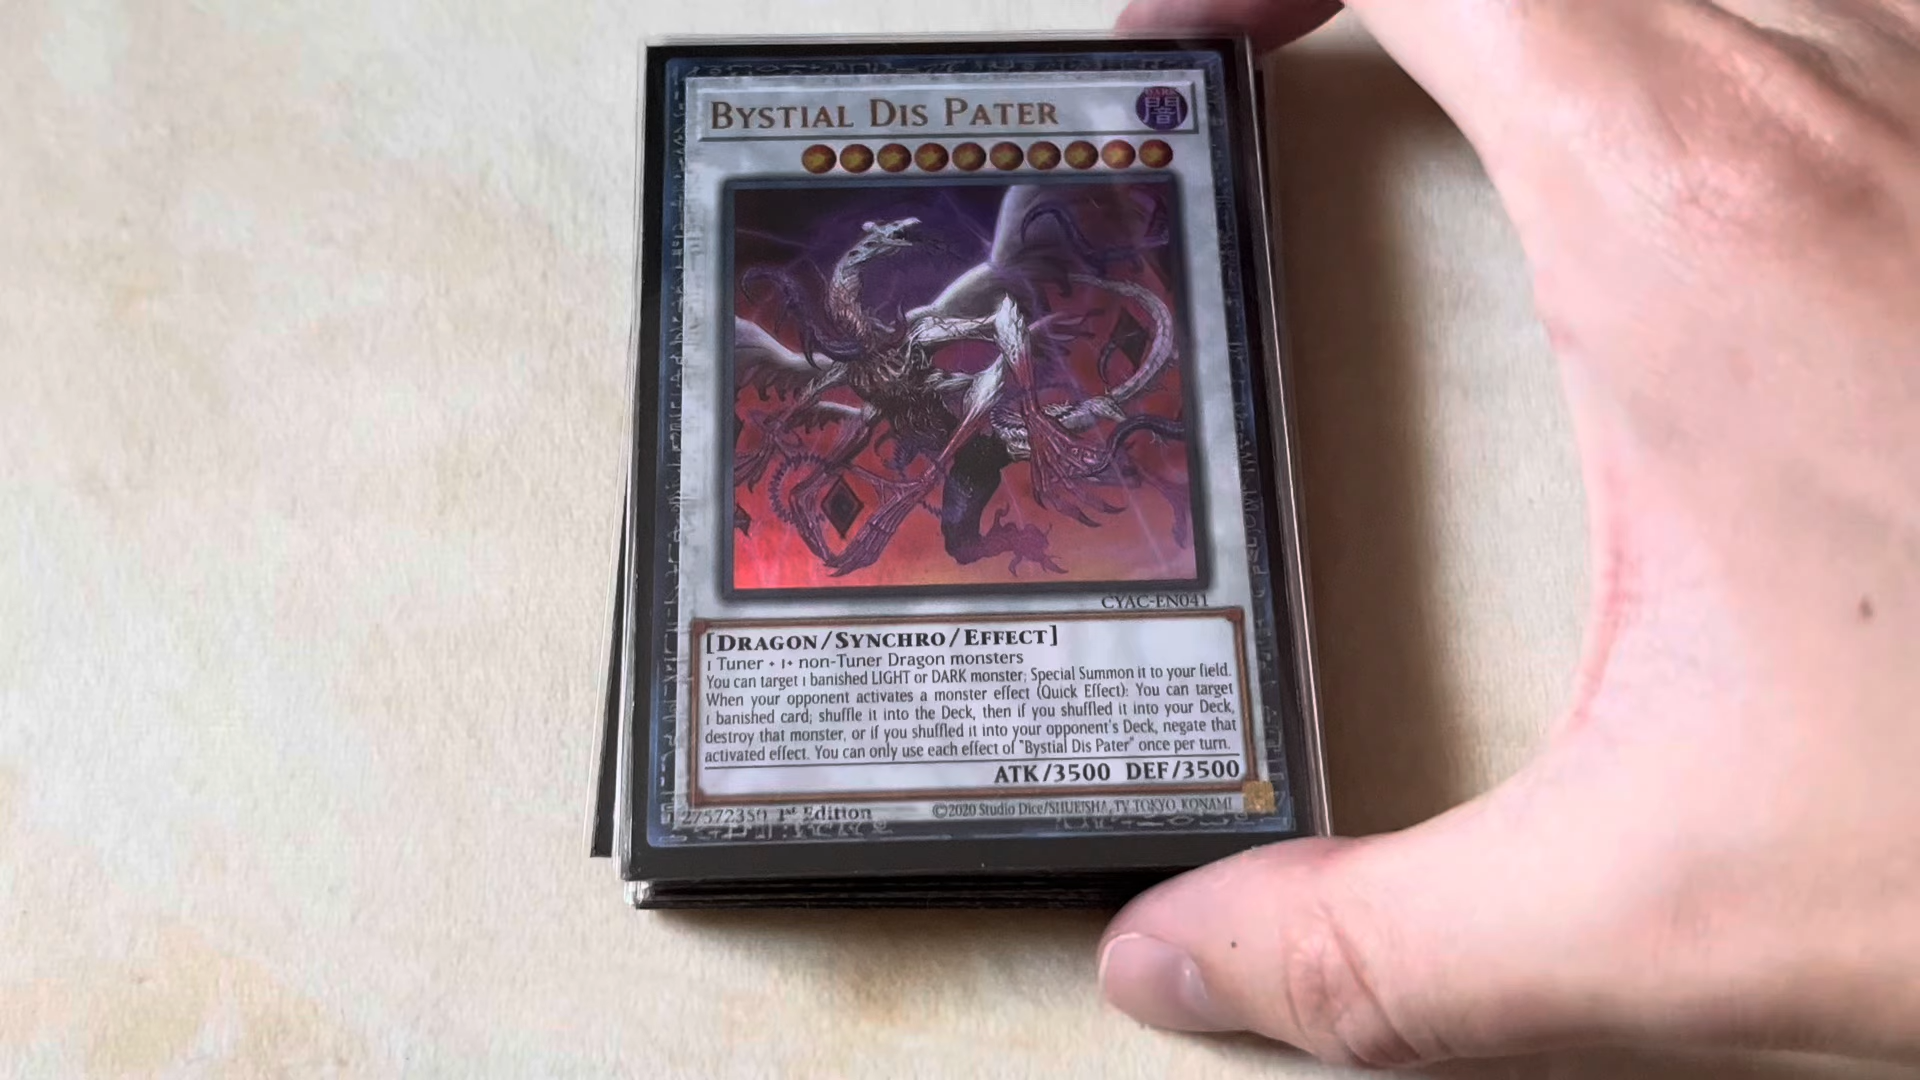 BYSTIAL DIS PATER
DARK
闇
CYAC-EN041
[DRAGON/SYNCHRO/EFFECT]
1 Tuner + 1+ non-Tuner Dragon monsters
You can target 1 banished LIGHT or DARK monster; Special Summon it to your field.
When your opponent activates a monster effect (Quick Effect): You can target
1 banished card; shuffle it into the Deck, then if you shuffled it into your Deck,
destroy that monster, or if you shuffled it into your opponent's Deck, negate that
activated effect. You can only use each effect of "Bystial Dis Pater" once per turn.
ATK/3500 DEF/3500
27572350 1st Edition
©2020 Studio Dice/SHUEISHA, TV TOKYO, KONAMI